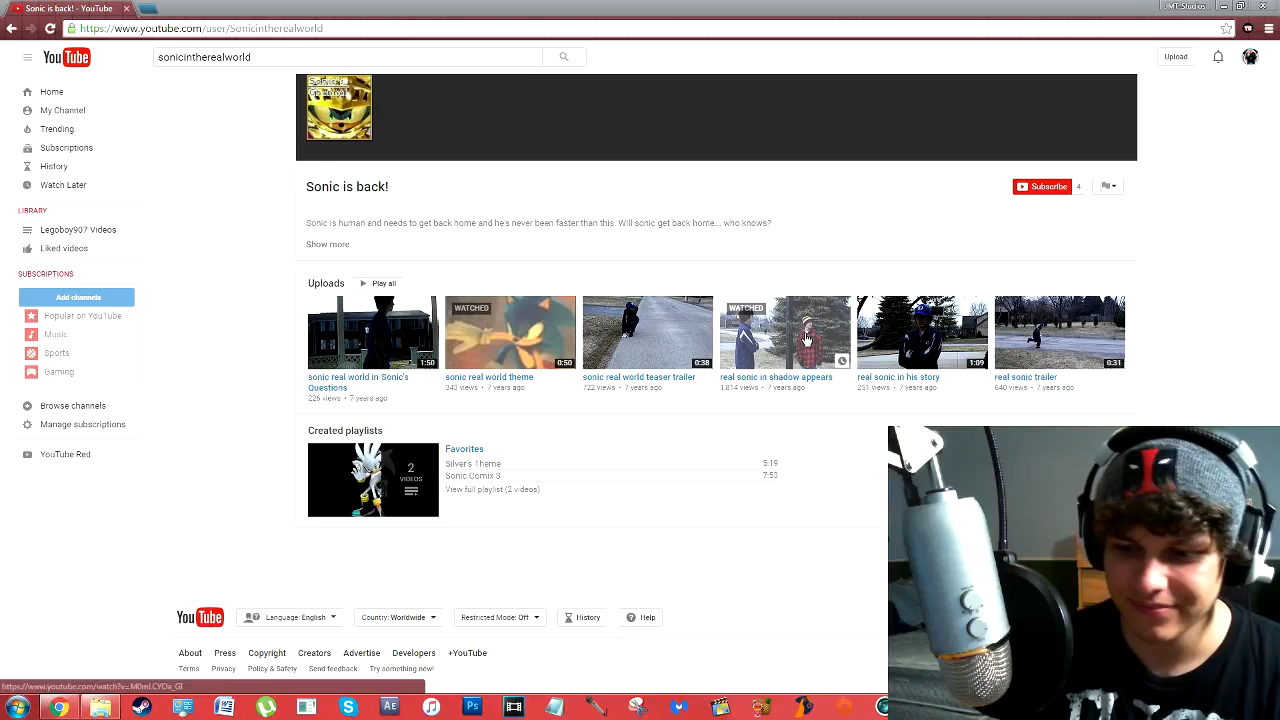 Sonic is back! - YouTube
JMT-Studios
https://www.youtube.com/user/Sonicintherealworld
YouTube
sonicintherealworld
Upload
Home
My Channel
Trending
Subscriptions
History
Watch Later
LIBRARY
Legoboy907 Videos
Liked videos
SUBSCRIPTIONS
Add channels
Popular on YouTube
Music
Sports
Gaming
Browse channels
Manage subscriptions
YouTube Red
Sonic is back!
Subscribe 4
Sonic is human and needs to get back home and he's never been faster than this. Will sonic get back home... who knows?
Show more
Uploads Play all
1:50
WATCHED 0:50
0:38
WATCHED
1:09
0:31
sonic real world in Sonic's Questions
226 views • 7 years ago
sonic real world theme
343 views • 7 years ago
sonic real world teaser trailer
722 views • 7 years ago
real sonic in shadow appears
1,814 views • 7 years ago
real sonic in his story
251 views • 7 years ago
real sonic trailer
640 views • 7 years ago
Created playlists
2
VIDEOS
Favorites
Silver's Theme 5:19
Sonic Comix 3 7:53
View full playlist (2 videos)
YouTube Language: English Country: Worldwide Restricted Mode: Off History Help
About Press Copyright Creators Advertise Developers +YouTube
Terms Privacy Policy & Safety Send feedback Try something new!